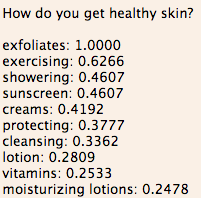 How do you get healthy skin?
exfoliates: 1.0000
exercising: 0.6266
showering: 0.4607
sunscreen: 0.4607
creams: 0.4192
protecting: 0.3777
cleansing: 0.3362
lotion: 0.2809
vitamins: 0.2533
moisturizing lotions: 0.2478